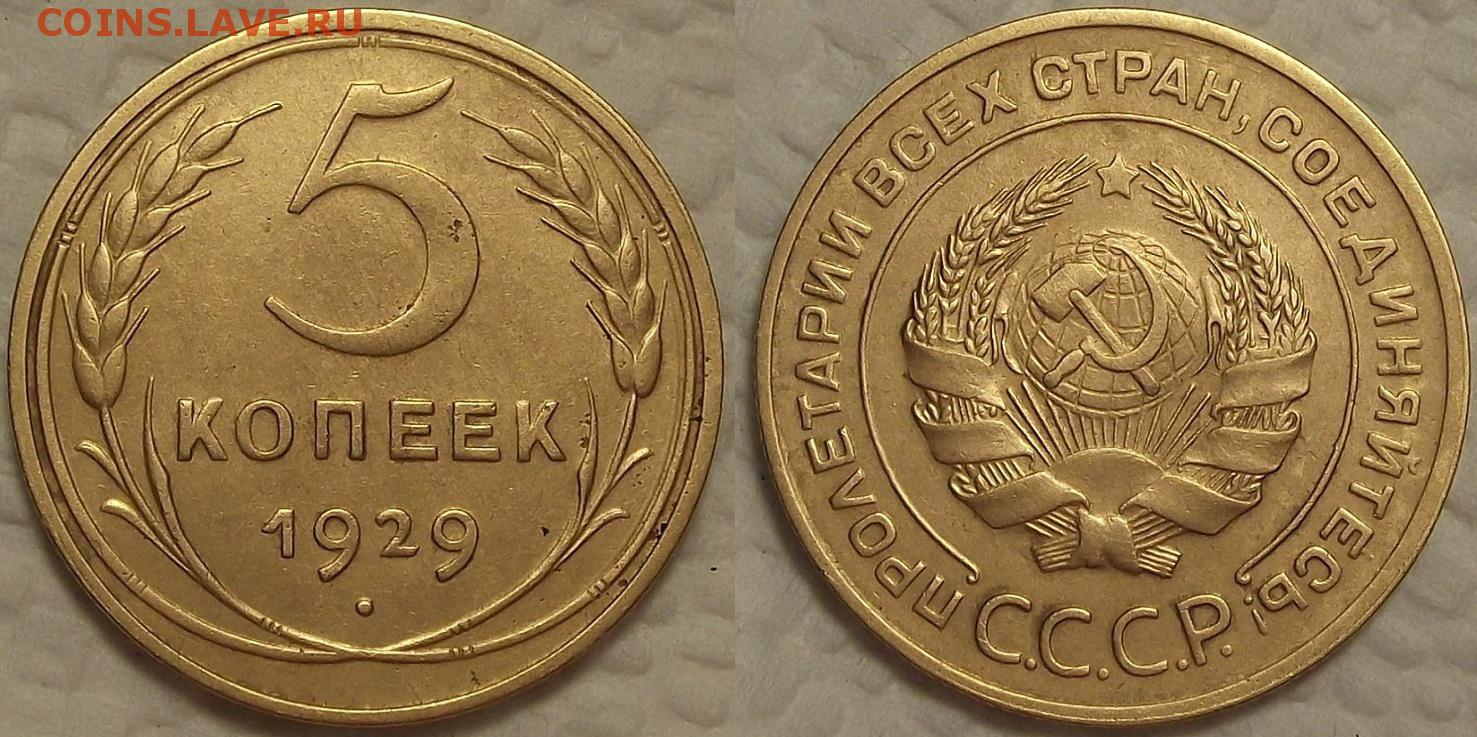 COINS.LAVE.RU
5
КОПЕЕК
1929
ПРОЛЕТАРИИ ВСЕХ СТРАН, СОЕДИНЯЙТЕСЬ!
С.С.С.Р.